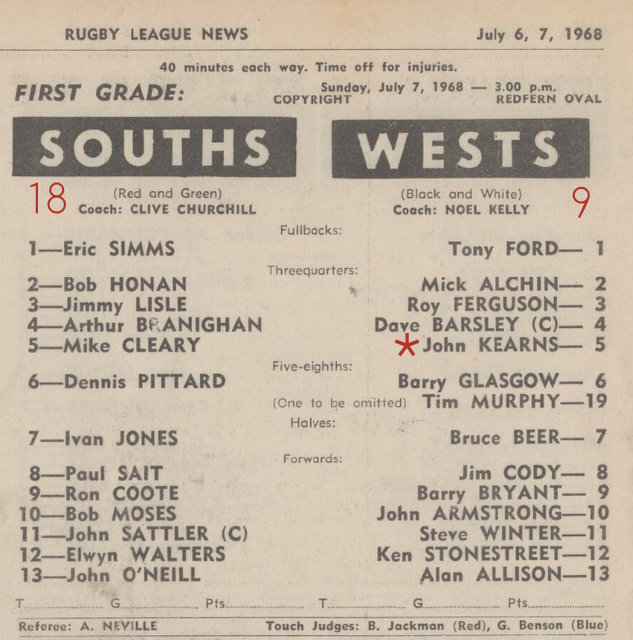 RUGBY LEAGUE NEWS July 6, 7, 1968
40 minutes each way. Time off for injuries.
FIRST GRADE: Sunday, July 7, 1968 — 3.00 p.m.
COPYRIGHT REDFERN OVAL
SOUTHS WESTS
18 (Red and Green) (Black and White) 9
Coach: CLIVE CHURCHILL Coach: NOEL KELLY
Fullbacks:
1—Eric SIMMS Tony FORD— 1
Threequarters:
2—Bob HONAN Mick ALCHIN— 2
3—Jimmy LISLE Roy FERGUSON— 3
4—Arthur BRANIGHAN Dave BARSLEY (C)— 4
5—Mike CLEARY * John KEARNS— 5
Five-eighths:
6—Dennis PITTARD Barry GLASGOW— 6
(One to be omitted) Tim MURPHY—19
Halves:
7—Ivan JONES Bruce BEER— 7
Forwards:
8—Paul SAIT Jim CODY— 8
9—Ron COOTE Barry BRYANT— 9
10—Bob MOSES John ARMSTRONG—10
11—John SATTLER (C) Steve WINTER—11
12—Elwyn WALTERS Ken STONESTREET—12
13—John O'NEILL Alan ALLISON—13
T.............. G.............. Pts.............. T.............. G.............. Pts..............
Referee: A. NEVILLE Touch Judges: B. Jackman (Red), G. Benson (Blue)